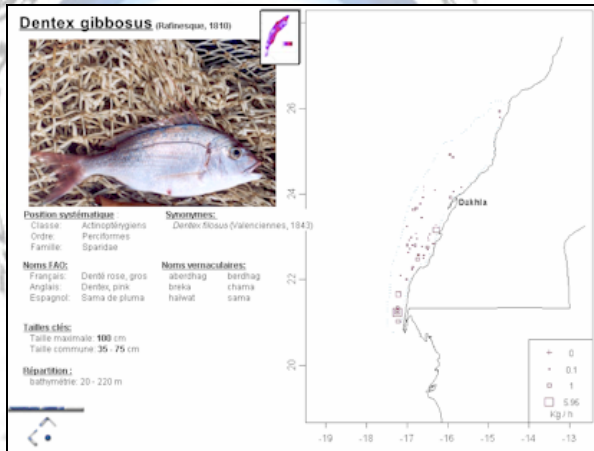 Dentex gibbosus (Rafinesque, 1810)
Position systématique
Classe: Actinoptérygiens
Ordre: Perciformes
Famille: Sparidae
Synonymes:
Dentex filosus (Valenciennes, 1843)
Noms FAO:
Français: Denté rose, gros
Anglais: Dentex, pink
Espagnol: Sama de pluma
Noms vernaculaires:
aberdhag berdhag
breka chama
haiwat sama
Tailles clés:
Taille maximale: 100 cm
Taille commune: 35 - 75 cm
Répartition :
bathymétrie: 20 - 220 m
26
24
22
20
Dakhla
0
0.1
1
5.96
Kg / h
-19 -18 -17 -16 -15 -14 -13